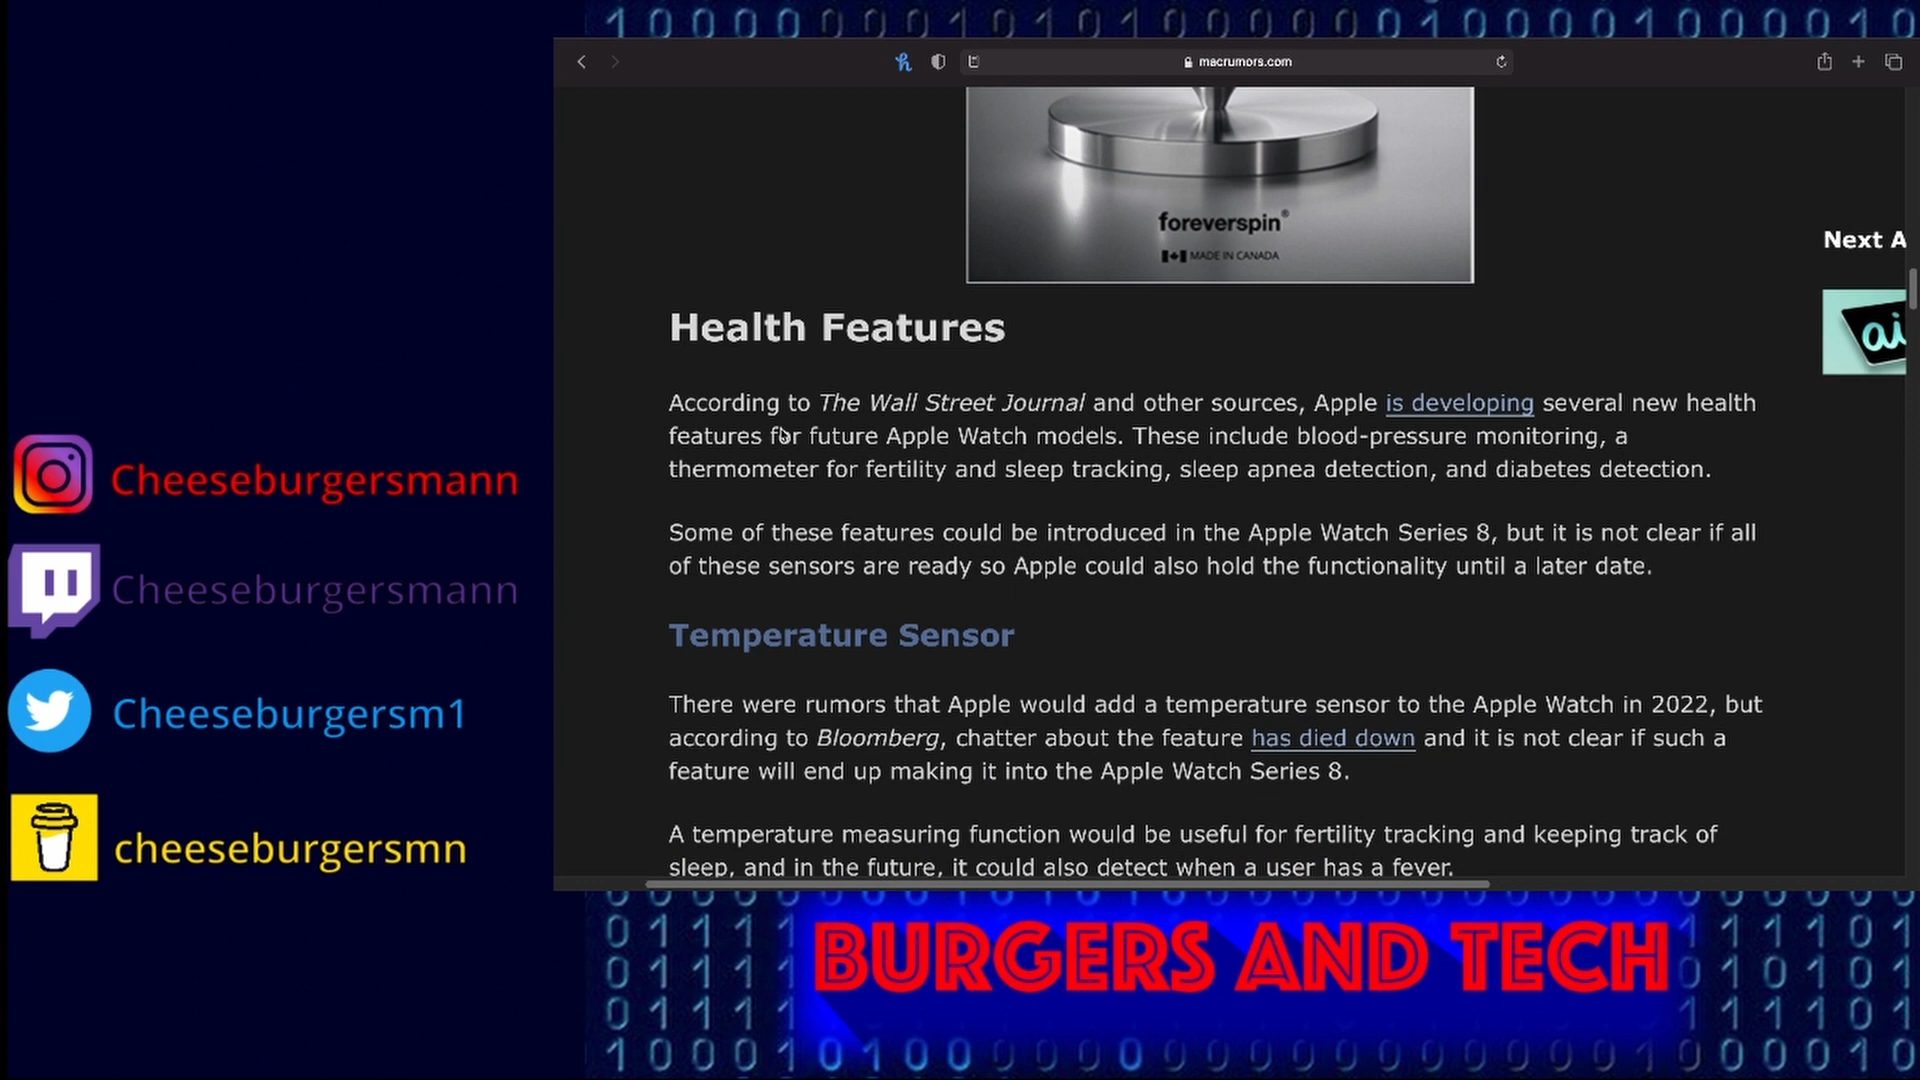 macrumors.com
foreverspin®
MADE IN CANADA
Next A
ai
Health Features
According to The Wall Street Journal and other sources, Apple is developing several new health
features for future Apple Watch models. These include blood-pressure monitoring, a
thermometer for fertility and sleep tracking, sleep apnea detection, and diabetes detection.
Some of these features could be introduced in the Apple Watch Series 8, but it is not clear if all
of these sensors are ready so Apple could also hold the functionality until a later date.
Temperature Sensor
There were rumors that Apple would add a temperature sensor to the Apple Watch in 2022, but
according to Bloomberg, chatter about the feature has died down and it is not clear if such a
feature will end up making it into the Apple Watch Series 8.
A temperature measuring function would be useful for fertility tracking and keeping track of
sleep, and in the future, it could also detect when a user has a fever.
Cheeseburgersmann
Cheeseburgersmann
Cheeseburgersm1
cheeseburgersmn
BURGERS AND TECH